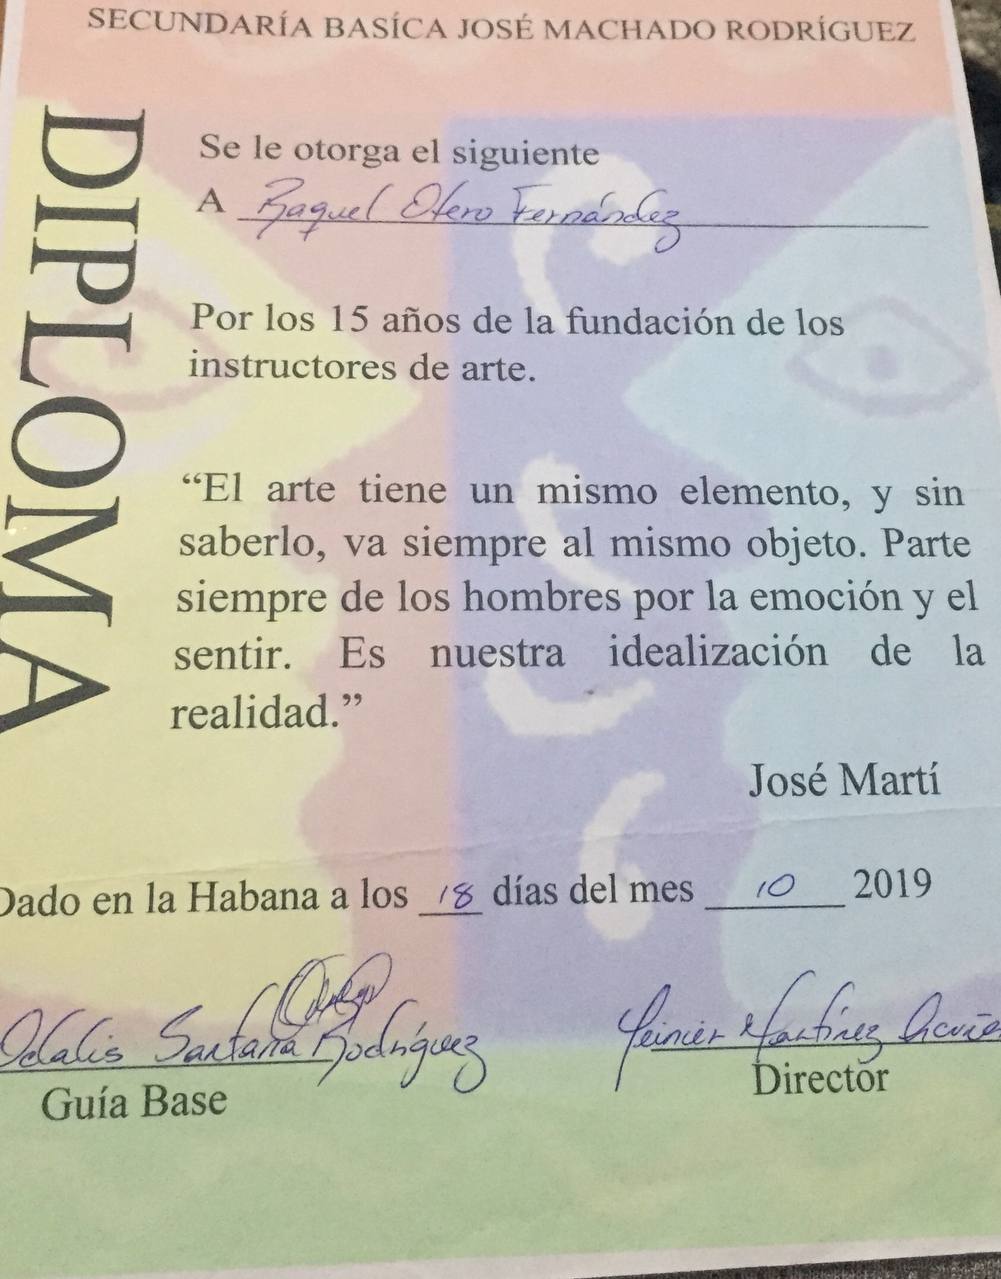 SECUNDARÍA BASÍCA JOSÉ MACHADO RODRÍGUEZ
DIPLOMA
Se le otorga el siguiente
A Raquel Otero Fernández
Por los 15 años de la fundación de los
instructores de arte.
“El arte tiene un mismo elemento, y sin
saberlo, va siempre al mismo objeto. Parte
siempre de los hombres por la emoción y el
sentir. Es nuestra idealización de la
realidad.”
José Martí
Dado en la Habana a los 18 días del mes 10 2019
Odalis Santana Rodríguez
Yeinier Martínez
Guía Base
Director